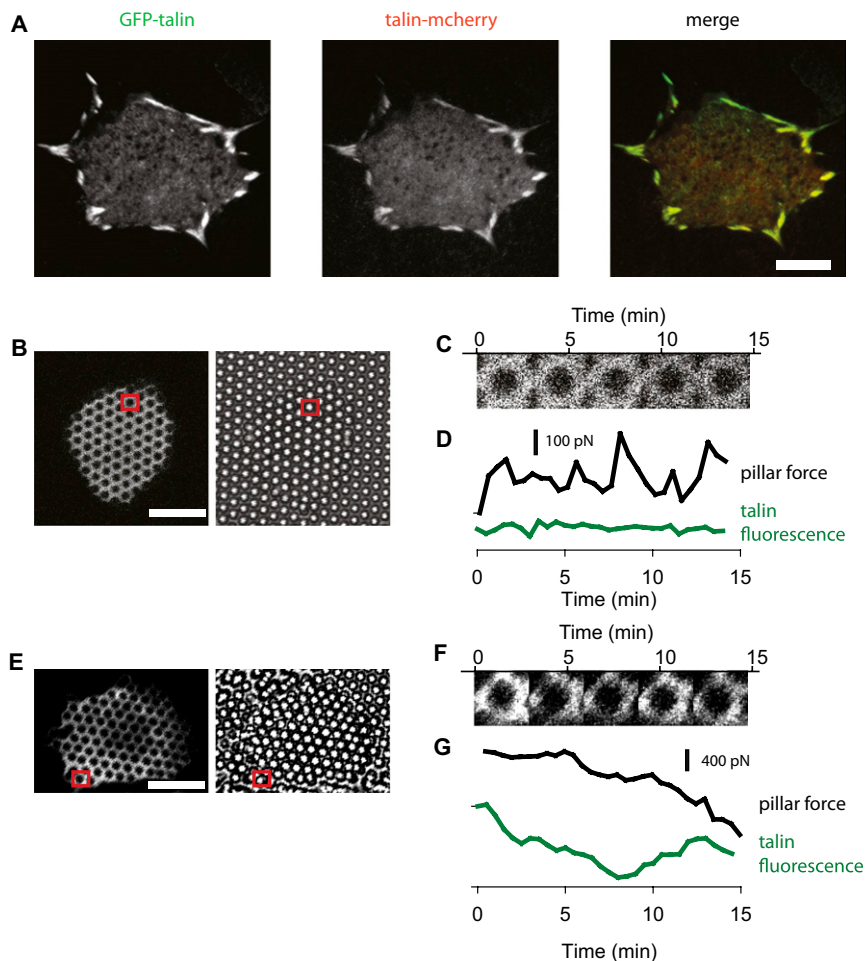 A
GFP-talin
talin-mcherry
merge
B
C
Time (min)
0 5 10 15
D
100 pN
pillar force
talin
fluorescence
0 5 10 15
Time (min)
E
F
Time (min)
0 5 10 15
G
400 pN
pillar force
talin
fluorescence
0 5 10 15
Time (min)